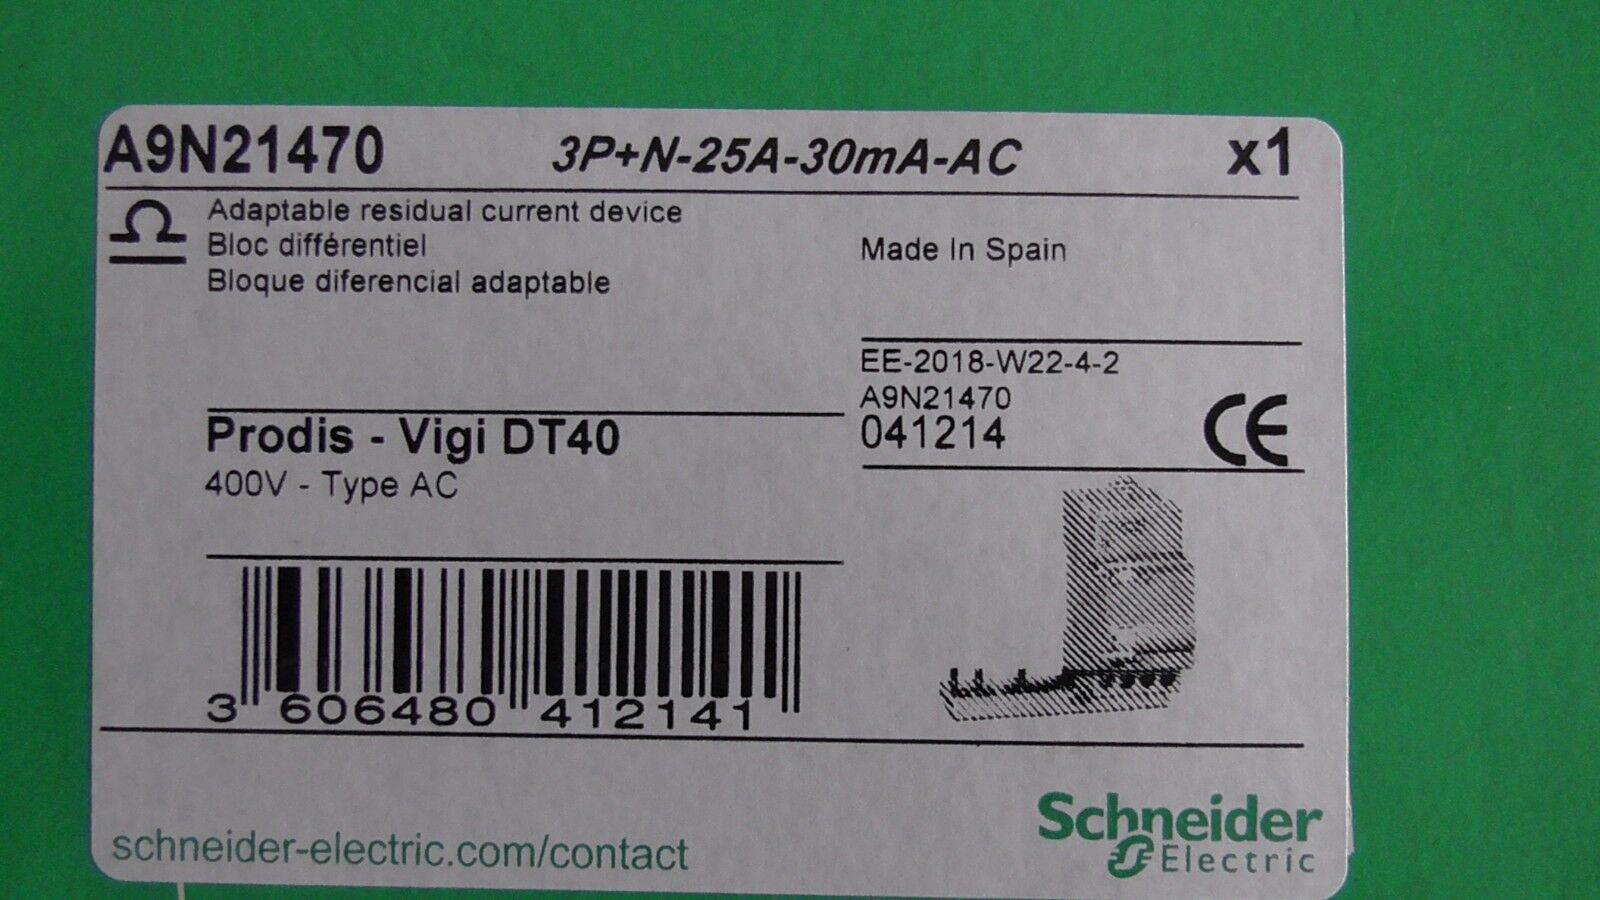 A9N21470 3P+N-25A-30mA-AC x1
Adaptable residual current device
Bloc différentiel
Bloque diferencial adaptable
Made In Spain
EE-2018-W22-4-2
A9N21470
041214
CE
Prodis - Vigi DT40
400V - Type AC
3 606480 412141
schneider-electric.com/contact
Schneider
Electric